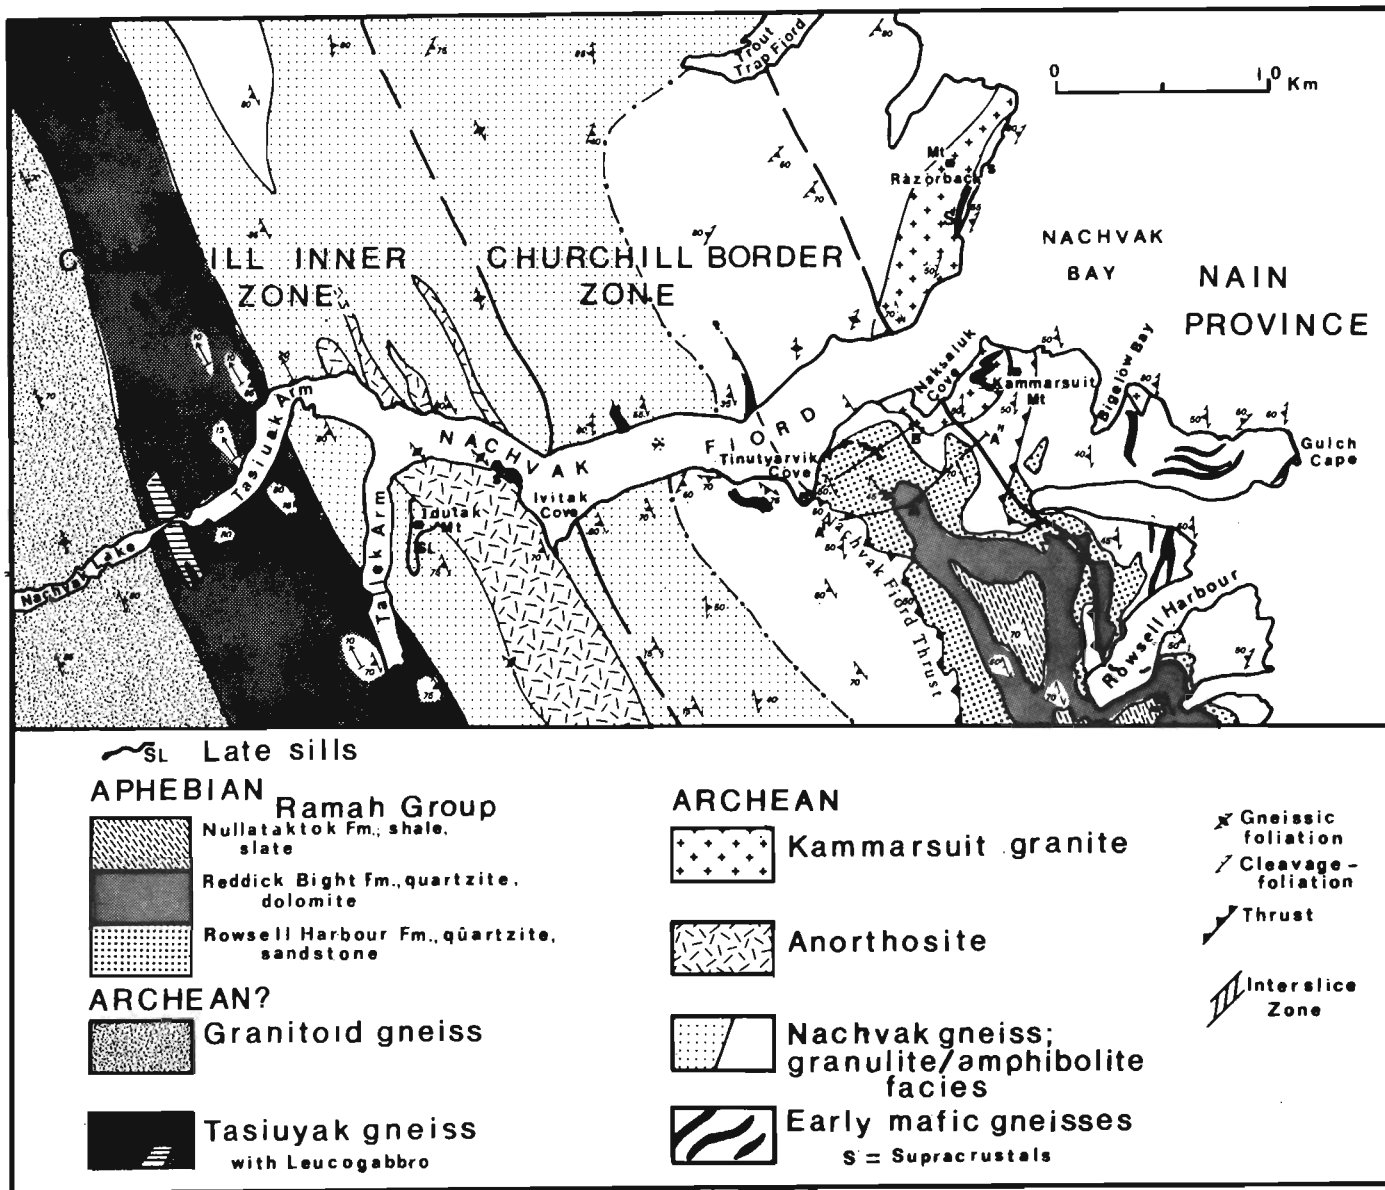 Trout
Trap Fiord
0 10 Km
Mt
Razorback
S
S
NACHVAK
BAY
NAIN
PROVINCE
INNER
ZONE
CHURCHILL BORDER
ZONE
Naksaluk
Cove
Kammarsuit
Mt
Bigelow Bay
Gulch
Cape
NACHVAK FIORD
Tinutyarvik
Cove
Ivitak
Cove
Idutak
Mt
SL
Tasiuak Arm
Nachvak Lake
Nachvak Fiord Thrust
Rowsell Harbour
SL Late sills
APHEBIAN
Ramah Group
Nullataktok Fm.; shale,
slate
Reddick Bight Fm., quartzite,
dolomite
Rowsell Harbour Fm., quartzite,
sandstone
ARCHEAN?
Granitoid gneiss
Tasiuyak gneiss
with Leucogabbro
ARCHEAN
Kammarsuit granite
Anorthosite
Nachvak gneiss;
granulite/amphibolite
facies
Early mafic gneisses
S = Supracrustals
Gneissic
foliation
Cleavage-
foliation
Thrust
Interslice
Zone